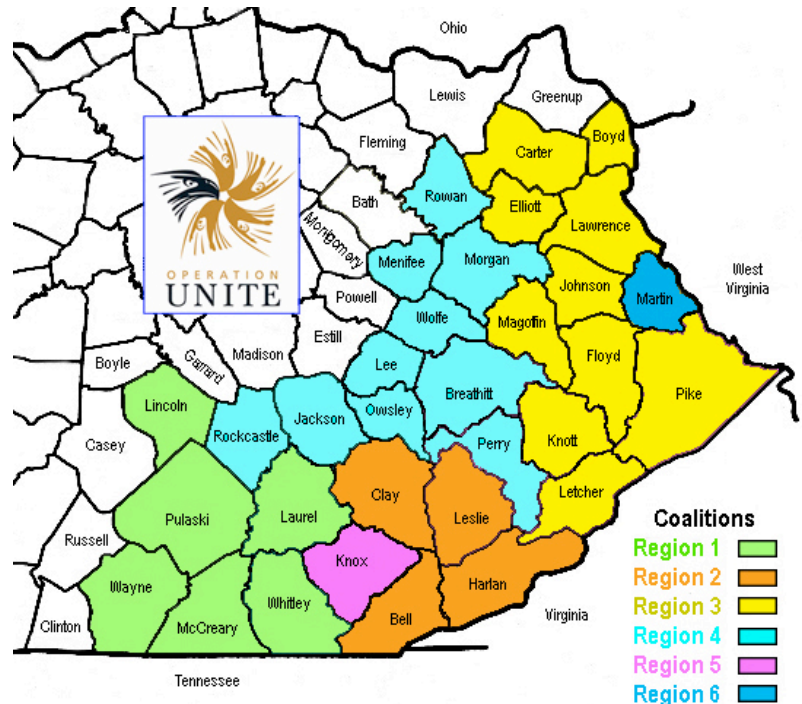 Ohio
Lewis
Greenup
Fleming
Carter
Boyd
Rowan
Bath
Elliott
Lawrence
Montgomery
Menifee
Morgan
West
Virginia
OPERATION
UNITE
Powell
Johnson
Martin
Wolfe
Magoffin
Estill
Madison
Garrard
Boyle
Lee
Floyd
Breathitt
Pike
Lincoln
Jackson
Owsley
Rockcastle
Casey
Perry
Knott
Clay
Letcher
Pulaski
Laurel
Leslie
Russell
Knox
Wayne
Whitley
Harlan
Bell
Virginia
Clinton
McCreary
Tennessee
Coalitions
Region 1
Region 2
Region 3
Region 4
Region 5
Region 6